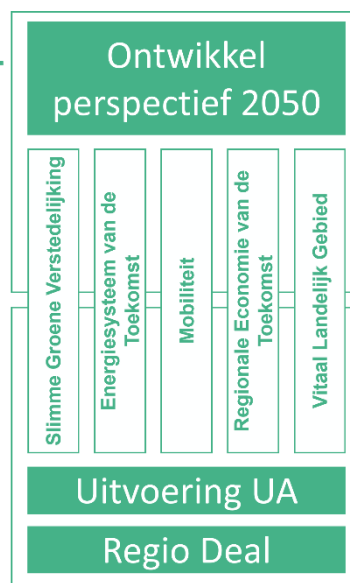 Ontwikkel
perspectief 2050
Slimme Groene Verstedelijking
Energiesysteem van de
Toekomst
Mobiliteit
Regionale Economie van de
Toekomst
Vitaal Landelijk Gebied
Uitvoering UA
Regio Deal